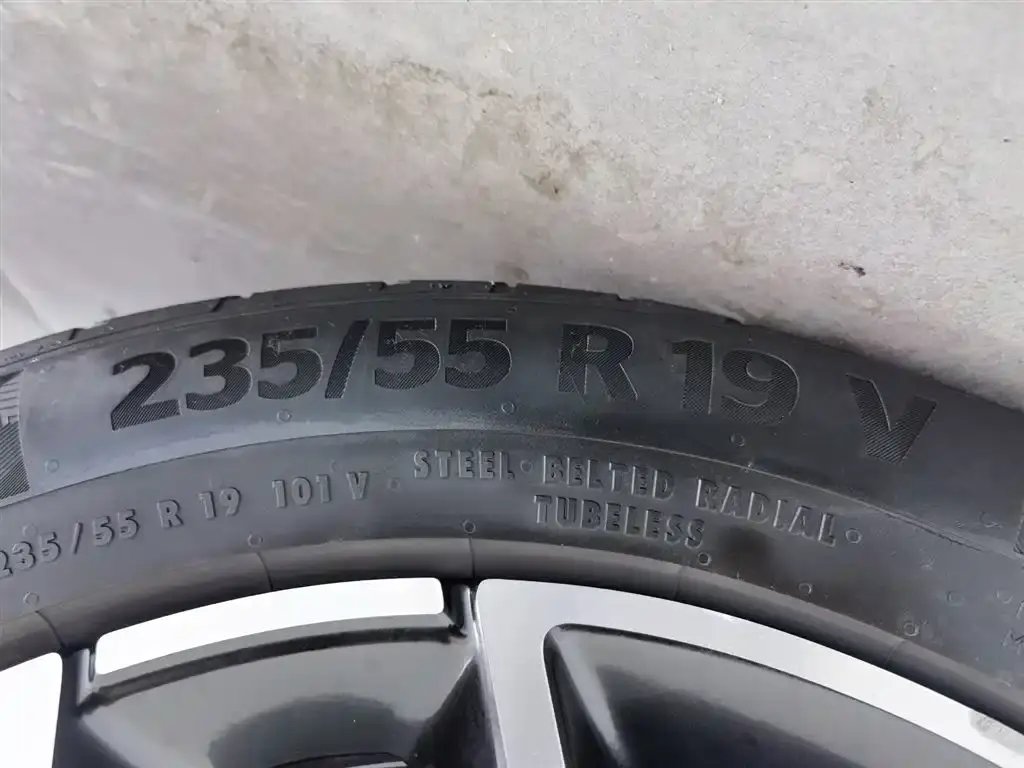 235/55 R 19 V
235/55 R 19 101 V STEEL BELTED RADIAL
TUBELESS